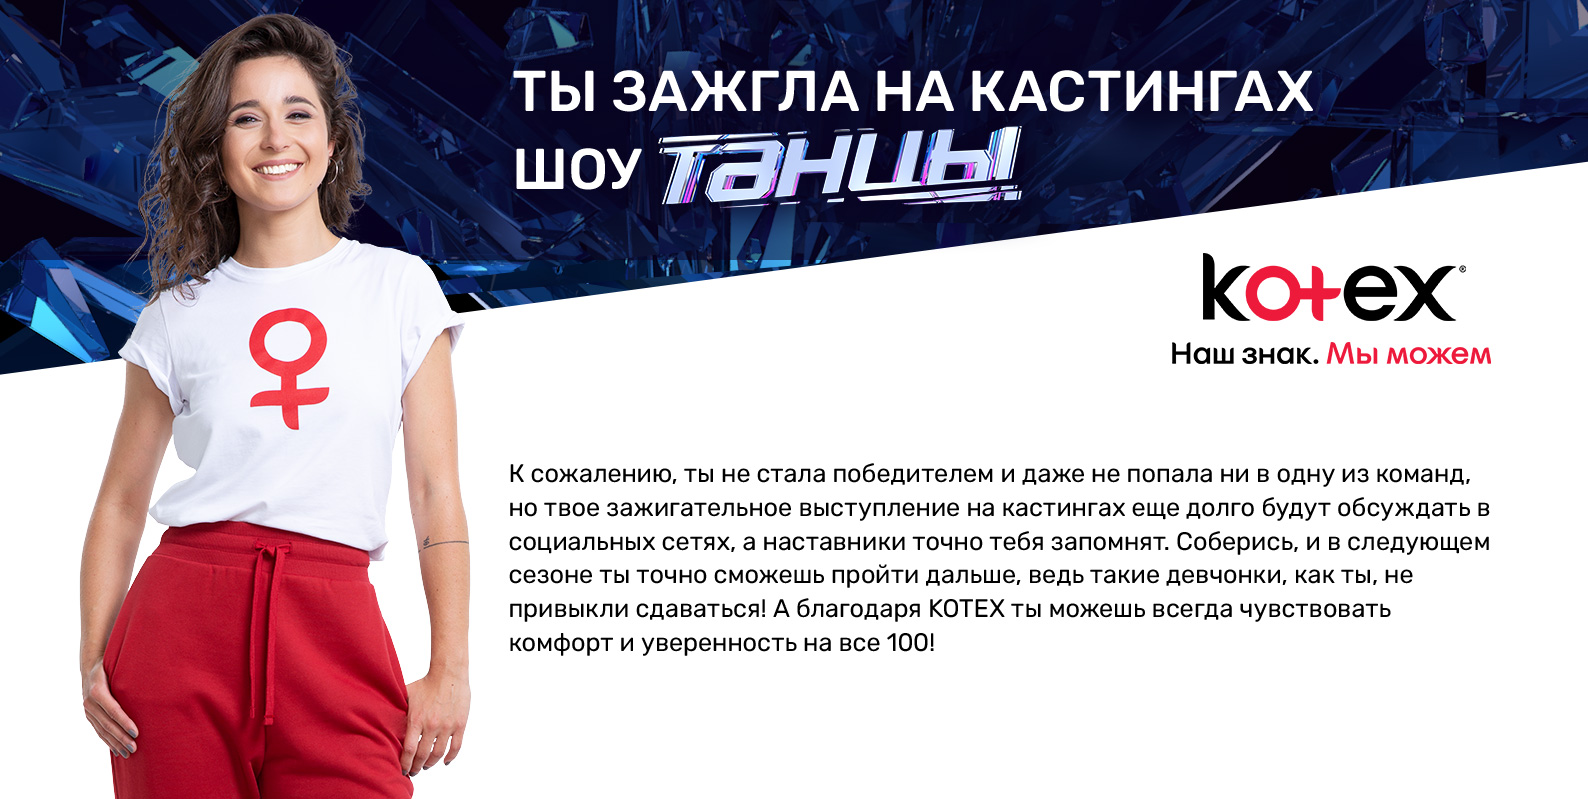 ТЫ ЗАЖГЛА НА КАСТИНГАХ
ШОУ ТАНЦЫ
kotex®
Наш знак. Мы можем
К сожалению, ты не стала победителем и даже не попала ни в одну из команд,
но твое зажигательное выступление на кастингах еще долго будут обсуждать в
социальных сетях, а наставники точно тебя запомнят. Соберись, и в следующем
сезоне ты точно сможешь пройти дальше, ведь такие девчонки, как ты, не
привыкли сдаваться! А благодаря KOTEX ты можешь всегда чувствовать
комфорт и уверенность на все 100!